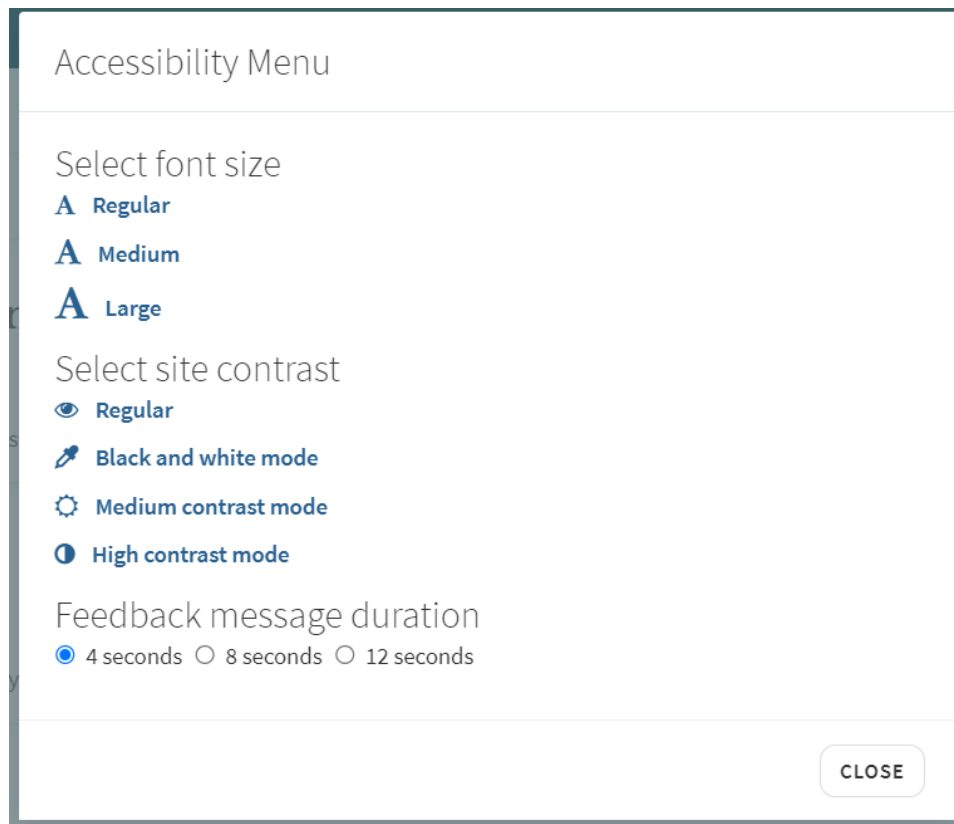 Accessibility Menu
Select font size
A Regular
A Medium
A Large
Select site contrast
Regular
Black and white mode
Medium contrast mode
High contrast mode
Feedback message duration
4 seconds 8 seconds 12 seconds
CLOSE